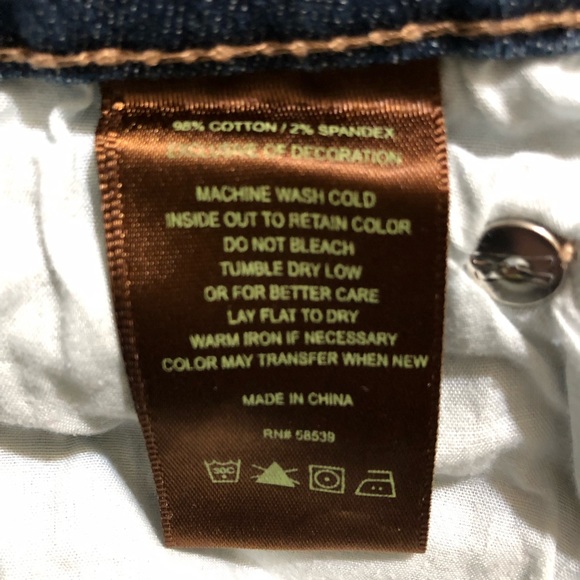 98% COTTON / 2% SPANDEX
EXCLUSIVE OF DECORATION
MACHINE WASH COLD
INSIDE OUT TO RETAIN COLOR
DO NOT BLEACH
TUMBLE DRY LOW
OR FOR BETTER CARE
LAY FLAT TO DRY
WARM IRON IF NECESSARY
COLOR MAY TRANSFER WHEN NEW
MADE IN CHINA
RN# 58539
30C